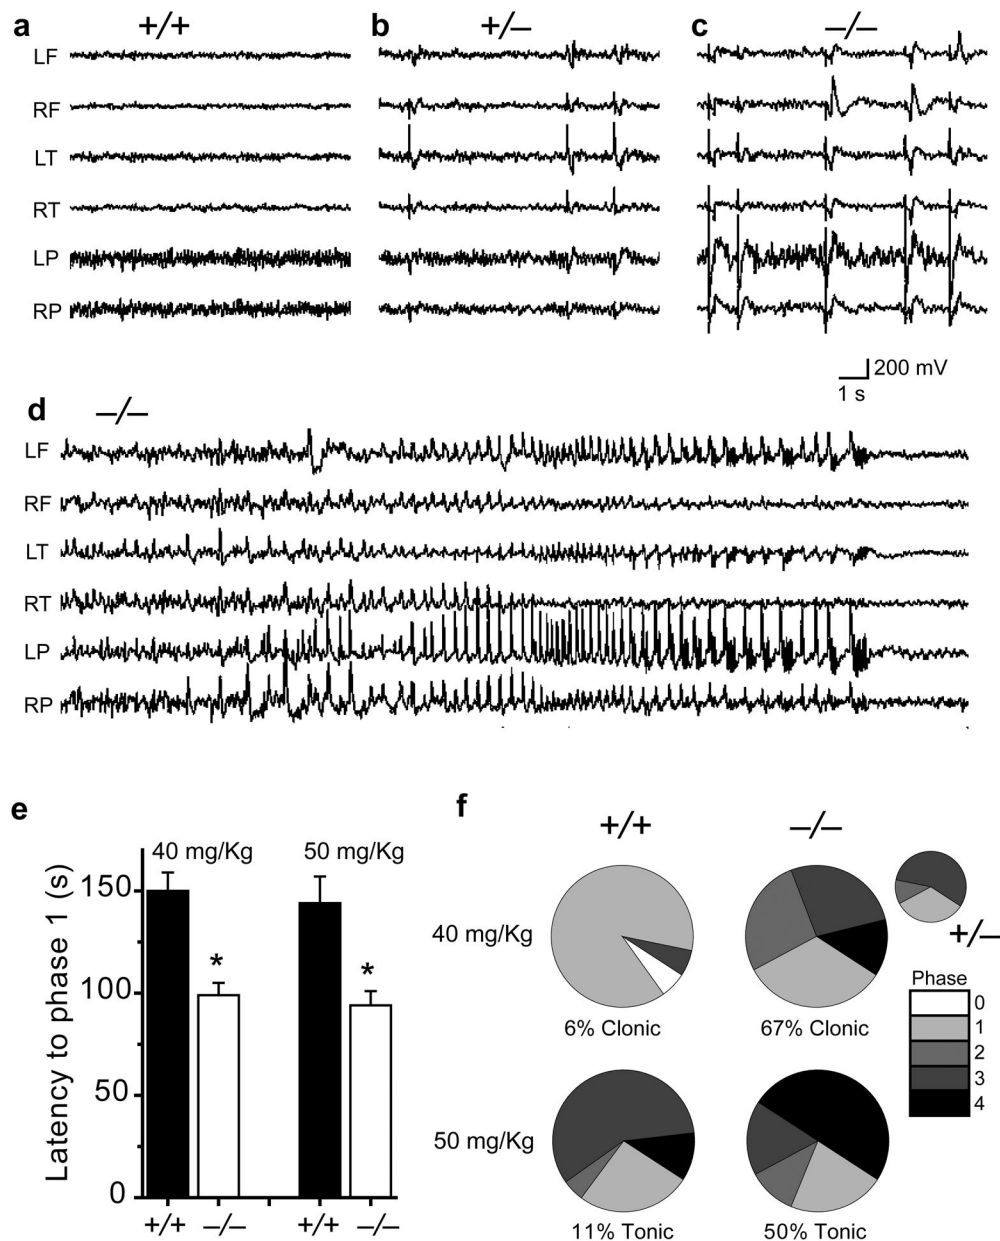 a +/+ b +/– c –/–
LF
RF
LT
RT
LP
RP
200 mV
1 s
d –/–
LF
RF
LT
RT
LP
RP
e
Latency to phase 1 (s)
40 mg/Kg 50 mg/Kg
150
100
50
0
* *
+/+ –/– +/+ –/–
f
+/+ –/–
40 mg/Kg
+/–
6% Clonic 67% Clonic
50 mg/Kg
11% Tonic 50% Tonic
Phase
0
1
2
3
4